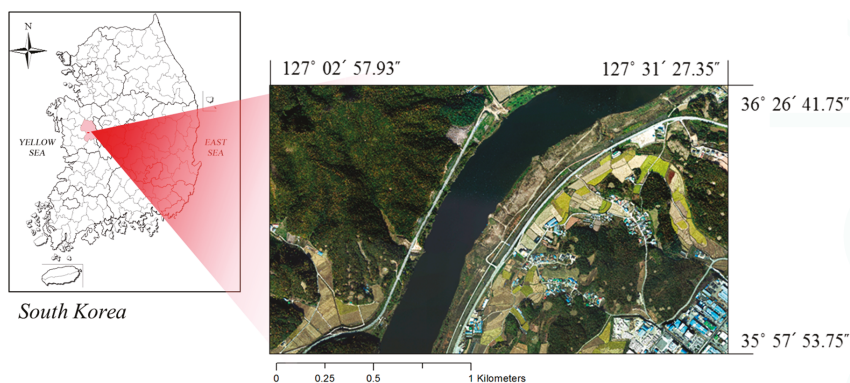 N
YELLOW
SEA
EAST
SEA
South Korea
127° 02´ 57.93″
127° 31´ 27.35″
36° 26´ 41.75″
35° 57´ 53.75″
0 0.25 0.5 1 Kilometers